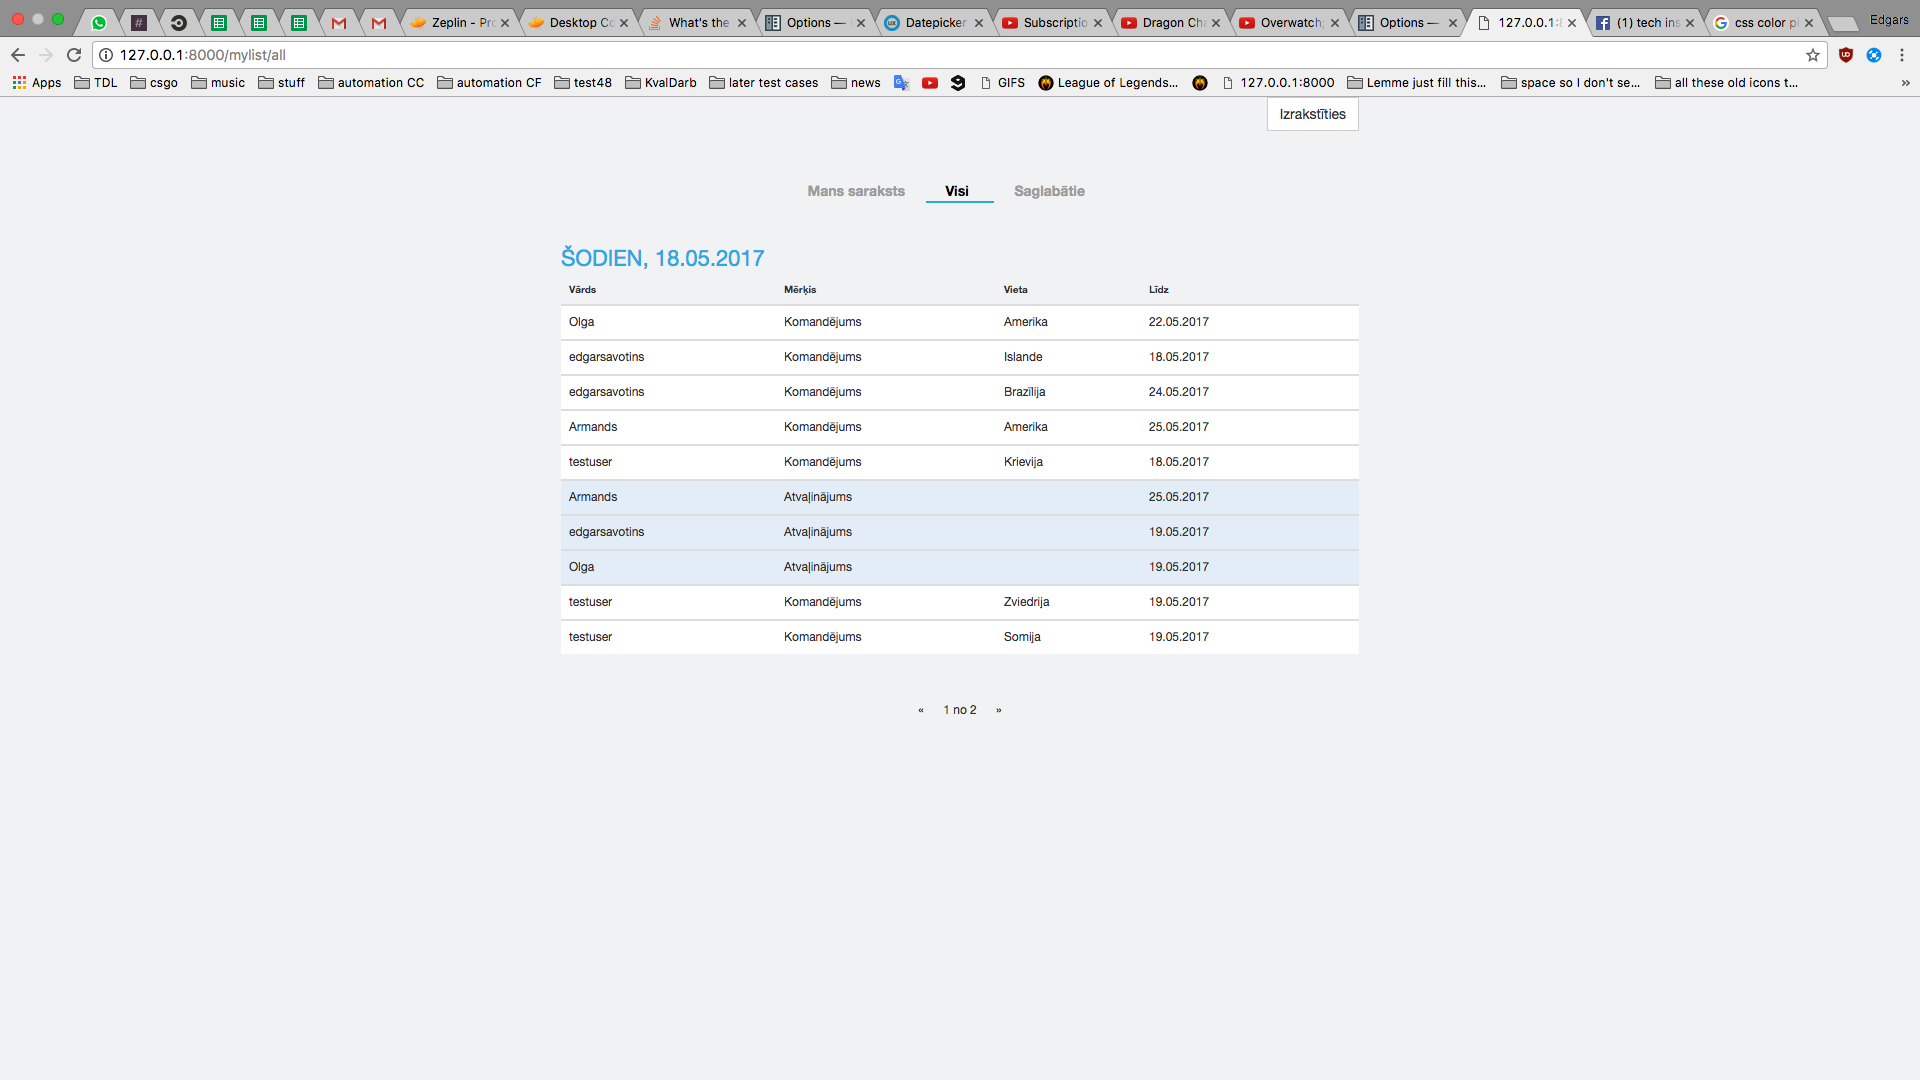 Zeplin - Pr
Desktop Co
What's the
Options —
Datepicker
Subscriptio
Dragon Cha
Overwatch;
Options —
127.0.0.1:8
(1) tech ins
css color pi
Edgars
127.0.0.1:8000/mylist/all
Apps
TDL
csgo
music
stuff
automation CC
automation CF
test48
KvalDarb
later test cases
news
GIFS
League of Legends...
127.0.0.1:8000
Lemme just fill this...
space so I don't se...
all these old icons t...
»
Izrakstīties
Mans saraksts Visi Saglabātie
ŠODIEN, 18.05.2017
Vārds Mērķis Vieta Līdz
Olga Komandējums Amerika 22.05.2017
edgarsavotins Komandējums Islande 18.05.2017
edgarsavotins Komandējums Brazīlija 24.05.2017
Armands Komandējums Amerika 25.05.2017
testuser Komandējums Krievija 18.05.2017
Armands Atvaļinājums 25.05.2017
edgarsavotins Atvaļinājums 19.05.2017
Olga Atvaļinājums 19.05.2017
testuser Komandējums Zviedrija 19.05.2017
testuser Komandējums Somija 19.05.2017
« 1 no 2 »